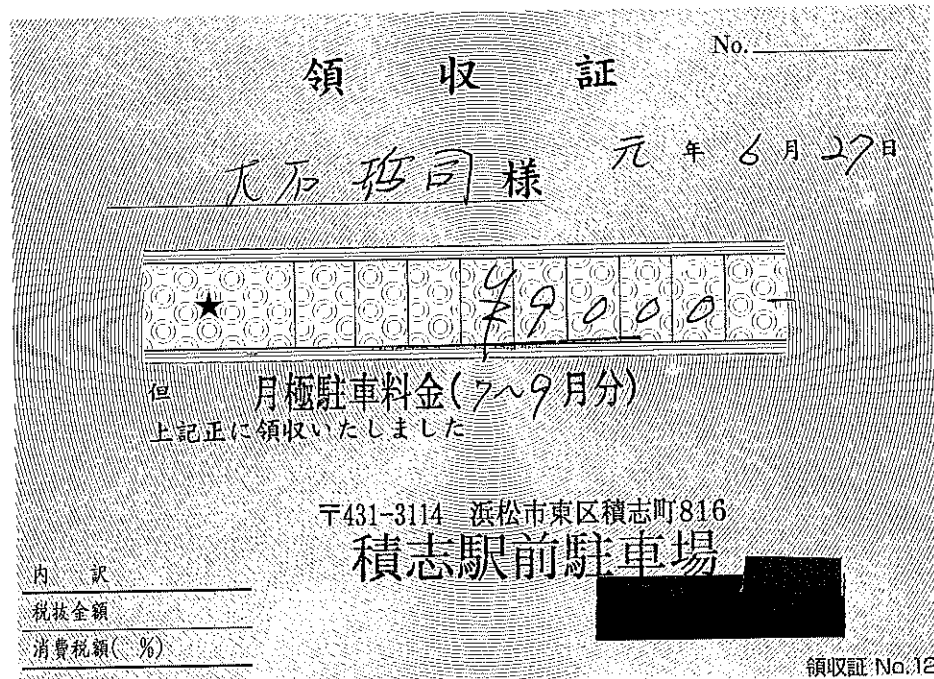 No.
領収証
大石 哲司 様
元年6月27日
★ ¥9000-
但 月極駐車料金(7~9月分)
上記正に領収いたしました
〒431-3114 浜松市東区積志町816
積志駅前駐車場
内訳
税抜金額
消費税額( %)
領収証 No.12